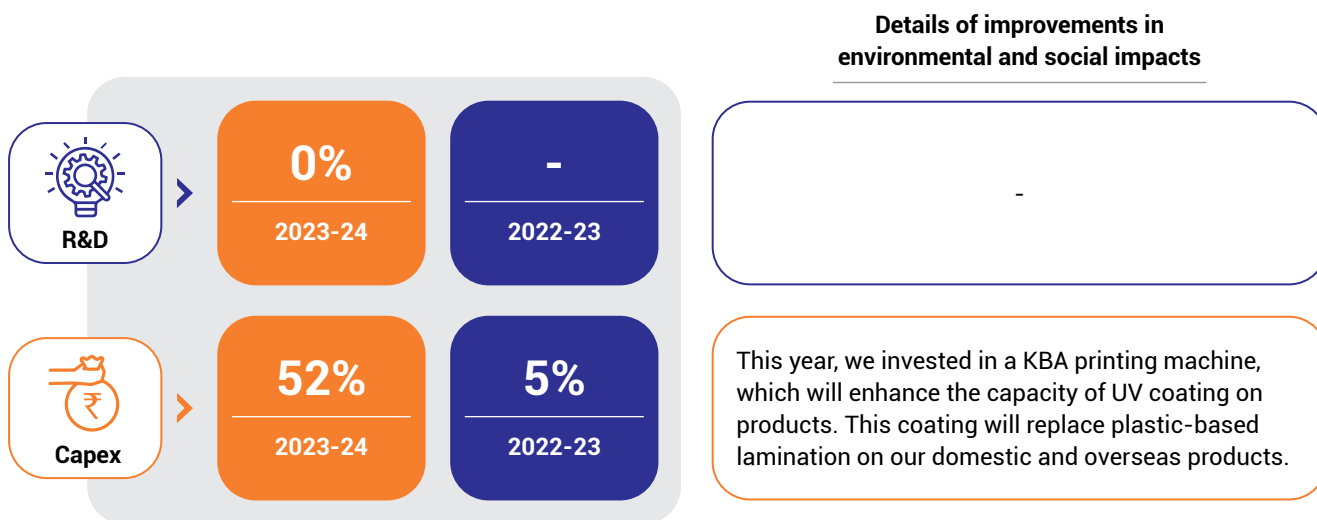 Details of improvements in
environmental and social impacts
R&D
0%
2023-24
-
2022-23
-
Capex
₹
52%
2023-24
5%
2022-23
This year, we invested in a KBA printing machine,
which will enhance the capacity of UV coating on
products. This coating will replace plastic-based
lamination on our domestic and overseas products.